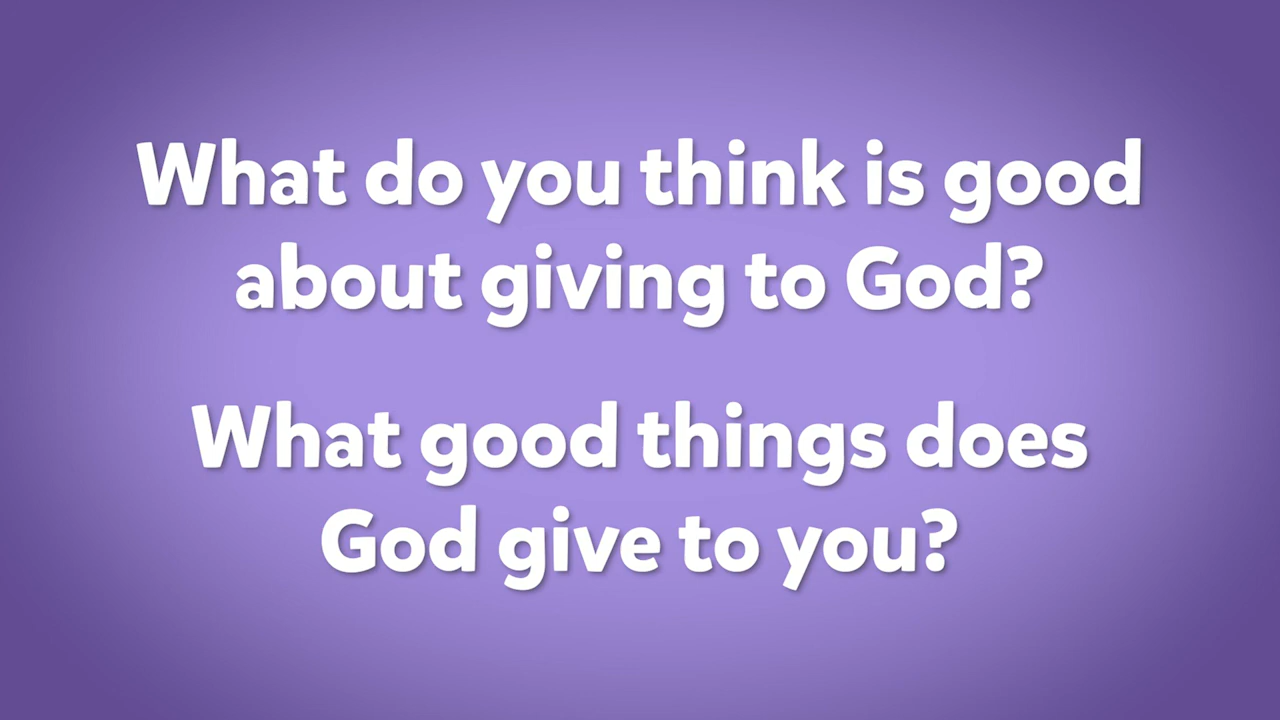 What do you think is good
about giving to God?
What good things does
God give to you?